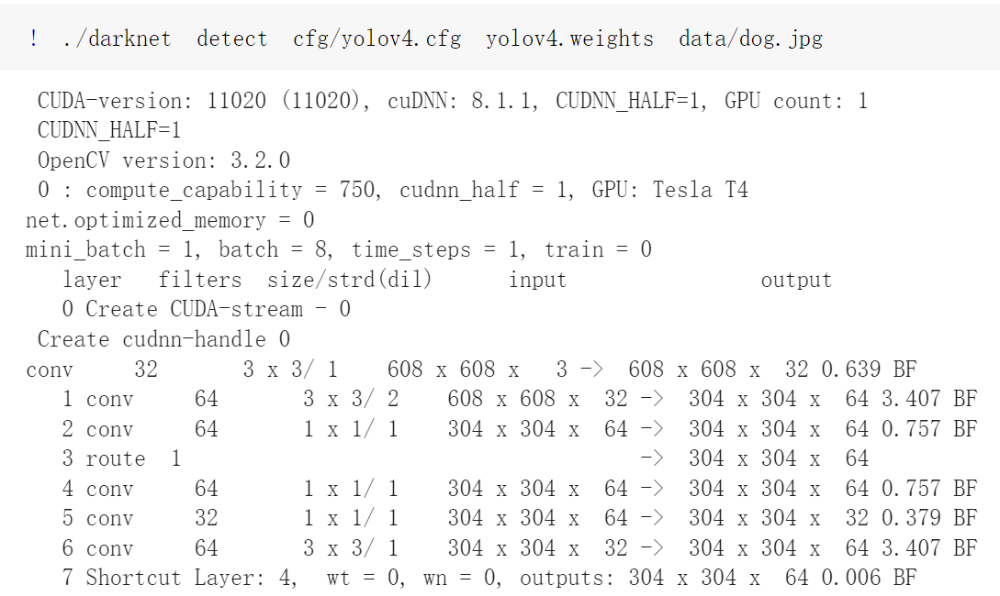 ! ./darknet detect cfg/yolov4.cfg yolov4.weights data/dog.jpg
CUDA-version: 11020 (11020), cuDNN: 8.1.1, CUDNN_HALF=1, GPU count: 1
CUDNN_HALF=1
OpenCV version: 3.2.0
0 : compute_capability = 750, cudnn_half = 1, GPU: Tesla T4
net.optimized_memory = 0
mini_batch = 1, batch = 8, time_steps = 1, train = 0
layer filters size/strd(dil) input output
0 Create CUDA-stream - 0
Create cudnn-handle 0
conv 32 3 x 3/ 1 608 x 608 x 3 -> 608 x 608 x 32 0.639 BF
1 conv 64 3 x 3/ 2 608 x 608 x 32 -> 304 x 304 x 64 3.407 BF
2 conv 64 1 x 1/ 1 304 x 304 x 64 -> 304 x 304 x 64 0.757 BF
3 route 1 -> 304 x 304 x 64
4 conv 64 1 x 1/ 1 304 x 304 x 64 -> 304 x 304 x 64 0.757 BF
5 conv 32 1 x 1/ 1 304 x 304 x 64 -> 304 x 304 x 32 0.379 BF
6 conv 64 3 x 3/ 1 304 x 304 x 32 -> 304 x 304 x 64 3.407 BF
7 Shortcut Layer: 4, wt = 0, wn = 0, outputs: 304 x 304 x 64 0.006 BF